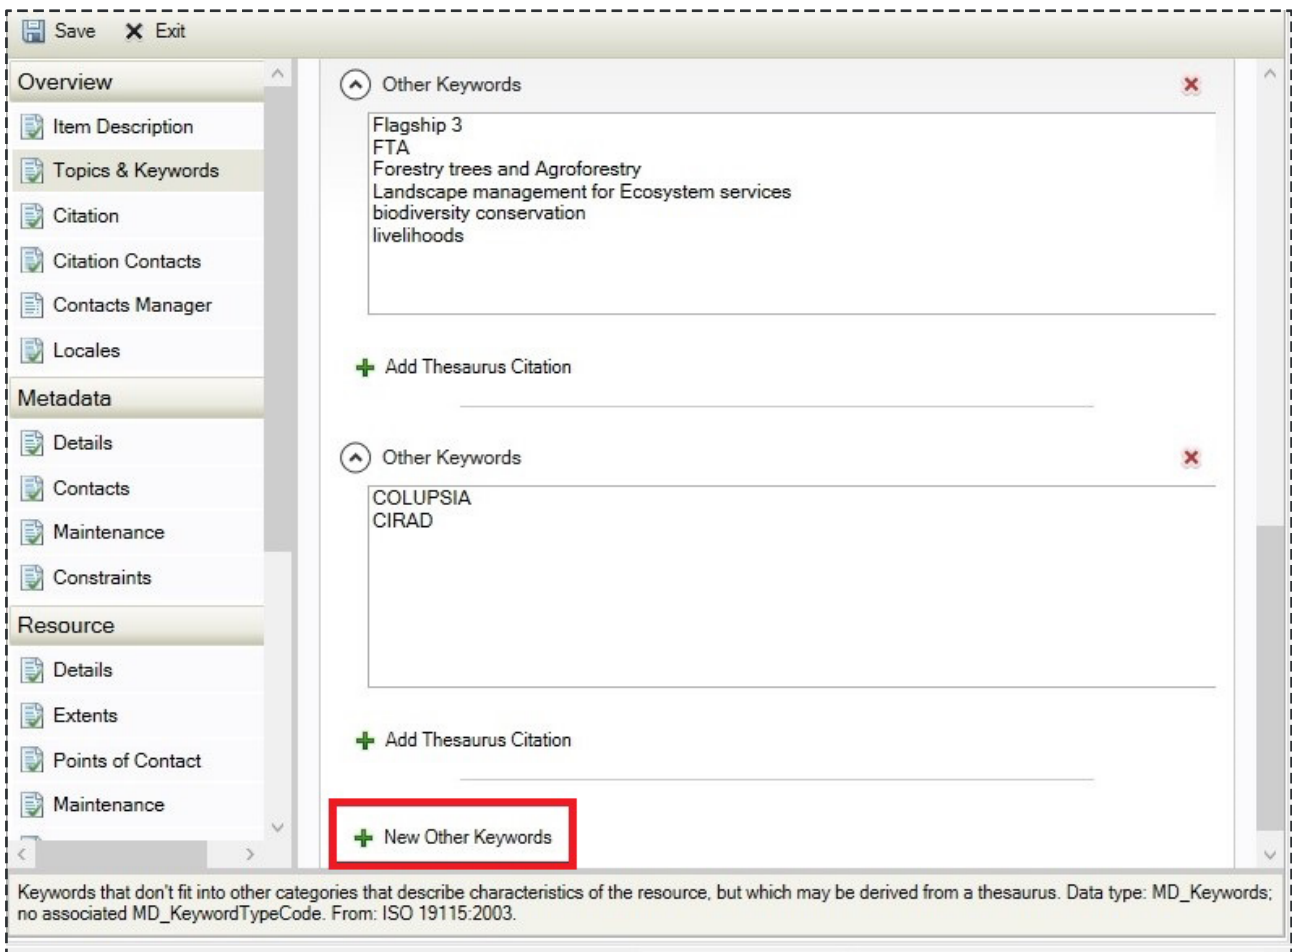 Save Exit
Overview
Item Description
Topics & Keywords
Citation
Citation Contacts
Contacts Manager
Locales
Metadata
Details
Contacts
Maintenance
Constraints
Resource
Details
Extents
Points of Contact
Maintenance
Other Keywords
Flagship 3
FTA
Forestry trees and Agroforestry
Landscape management for Ecosystem services
biodiversity conservation
livelihoods
Add Thesaurus Citation
Other Keywords
COLUPSIA
CIRAD
Add Thesaurus Citation
New Other Keywords
Keywords that don't fit into other categories that describe characteristics of the resource, but which may be derived from a thesaurus. Data type: MD_Keywords;
no associated MD_KeywordTypeCode. From: ISO 19115:2003.